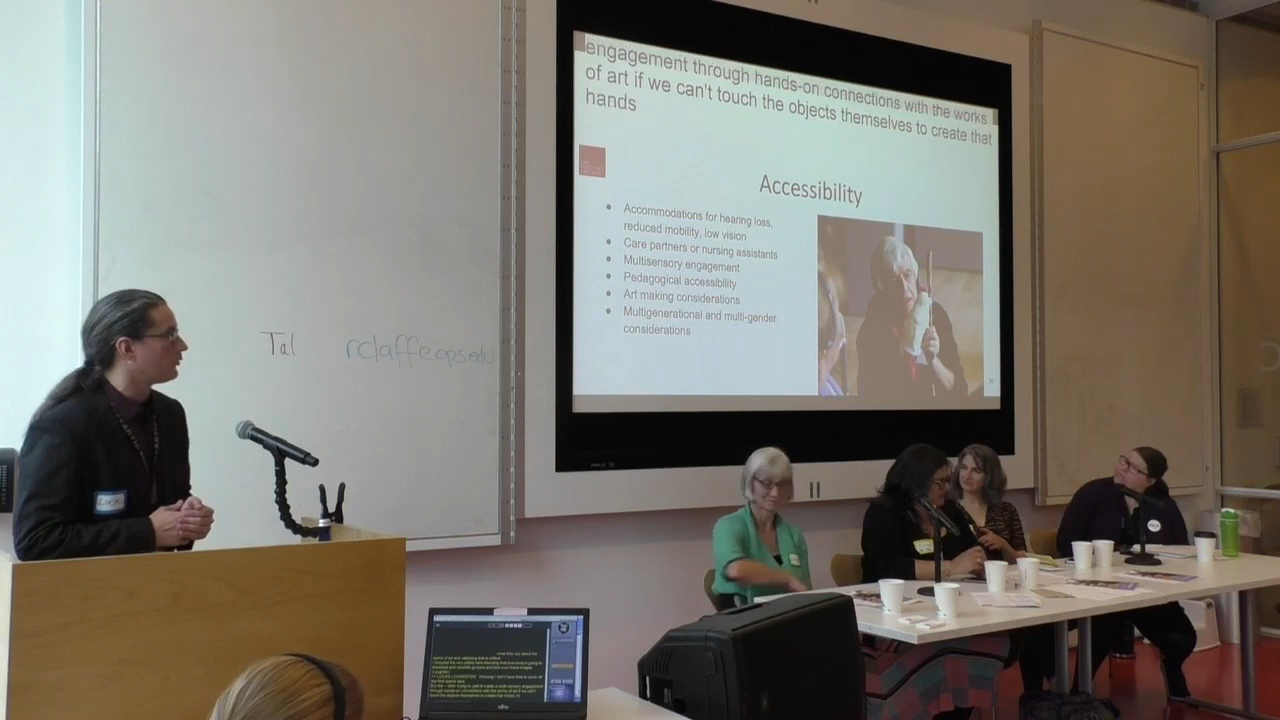 engagement through hands-on connections with the works
of art if we can't touch the objects themselves to create that
hands
Accessibility
Accommodations for hearing loss,
reduced mobility, low vision
Care partners or nursing assistants
Multisensory engagement
Pedagogical accessibility
Art making considerations
Multigenerational and multi-gender
considerations
Tal